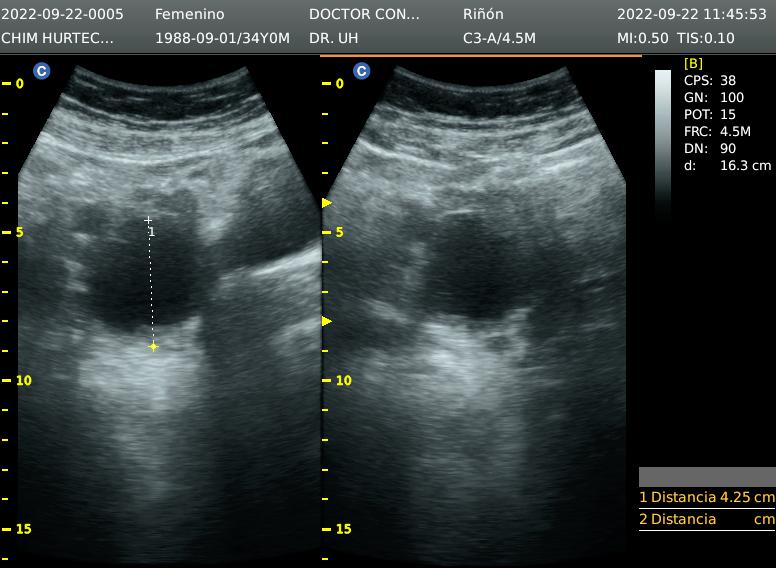 2022-09-22-0005 Femenino DOCTOR CON... Riñón 2022-09-22 11:45:53
CHIM HURTEC... 1988-09-01/34Y0M DR. UH C3-A/4.5M MI:0.50 TIS:0.10
C C
[B]
0 0
CPS: 38
GN: 100
POT: 15
FRC: 4.5M
DN: 90
d: 16.3 cm
1
5 5
10 10
15 15
1 Distancia 4.25 cm
2 Distancia cm